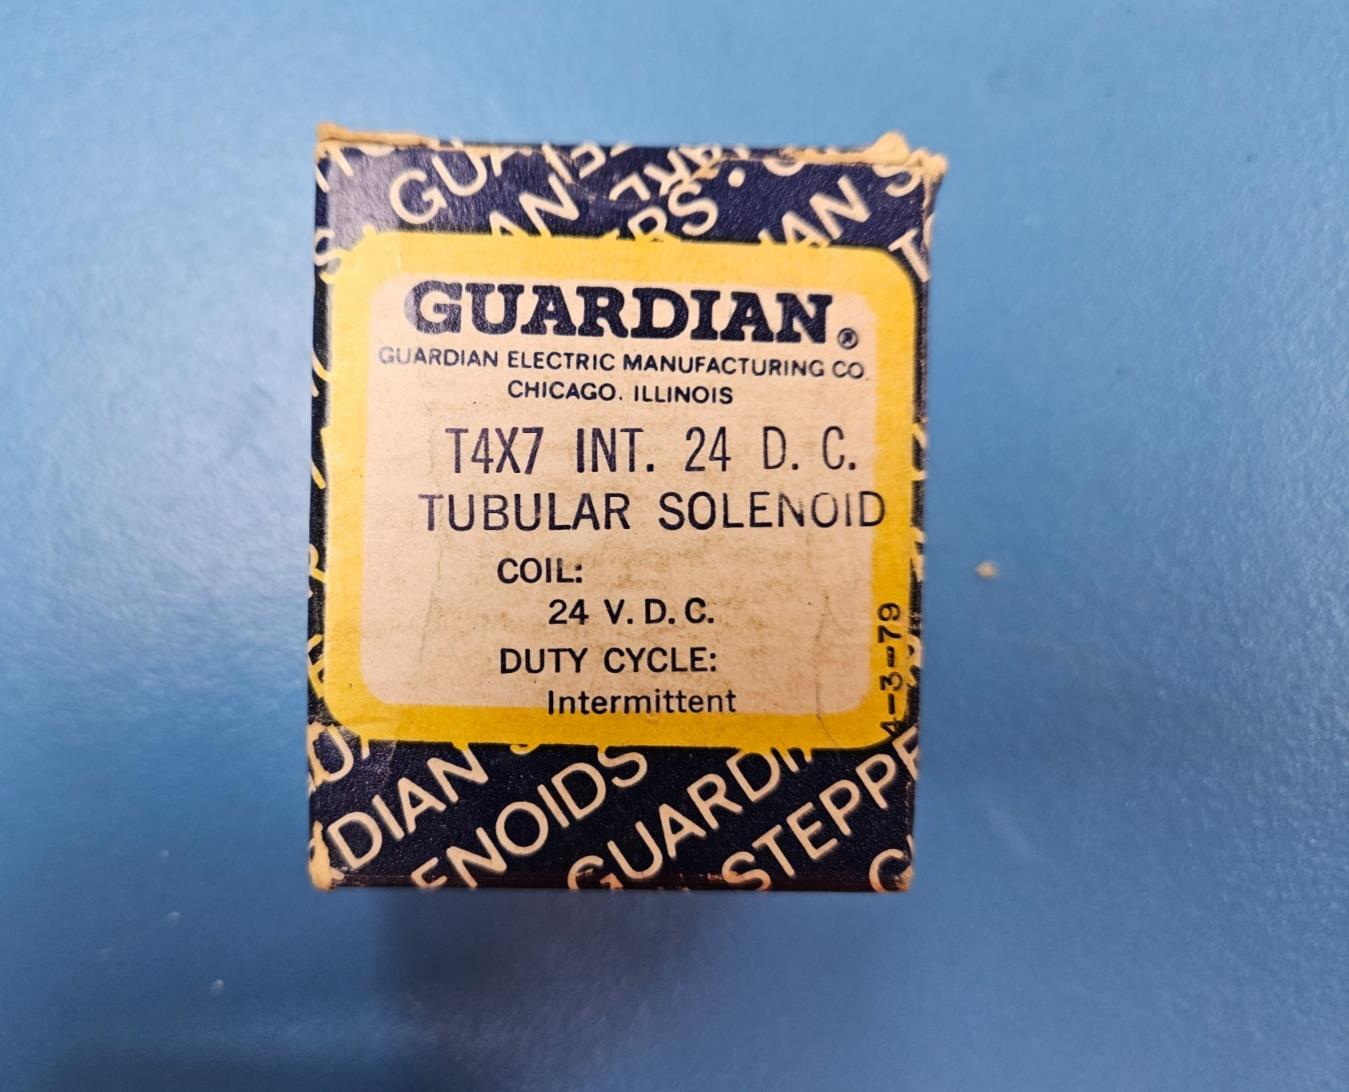 GUARDIAN®
GUARDIAN ELECTRIC MANUFACTURING CO.
CHICAGO, ILLINOIS
T4X7 INT. 24 D. C.
TUBULAR SOLENOID
COIL:
24 V. D. C.
DUTY CYCLE:
Intermittent
4-3-79
DIAN
ENOIDS
GUARDI
STEPPE